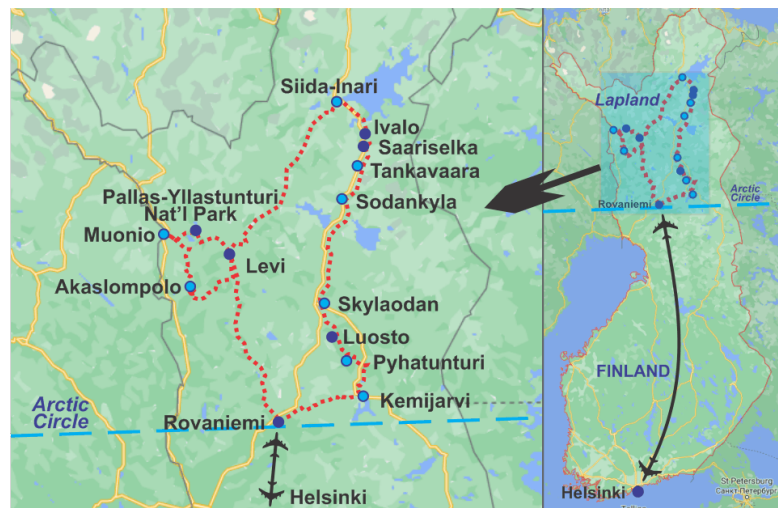 Siida-Inari
Ivalo
Saariselka
Tankavaara
Pallas-Yllastunturi
Nat'l Park
Sodankyla
Muonio
Levi
Akaslompolo
Skylaodan
Luosto
Pyhatunturi
Arctic
Circle
Kemijarvi
Rovaniemi
Helsinki
Lapland
Arctic
Circle
Rovaniemi
FINLAND
St Petersburg
Санкт-Петербург
Helsinki